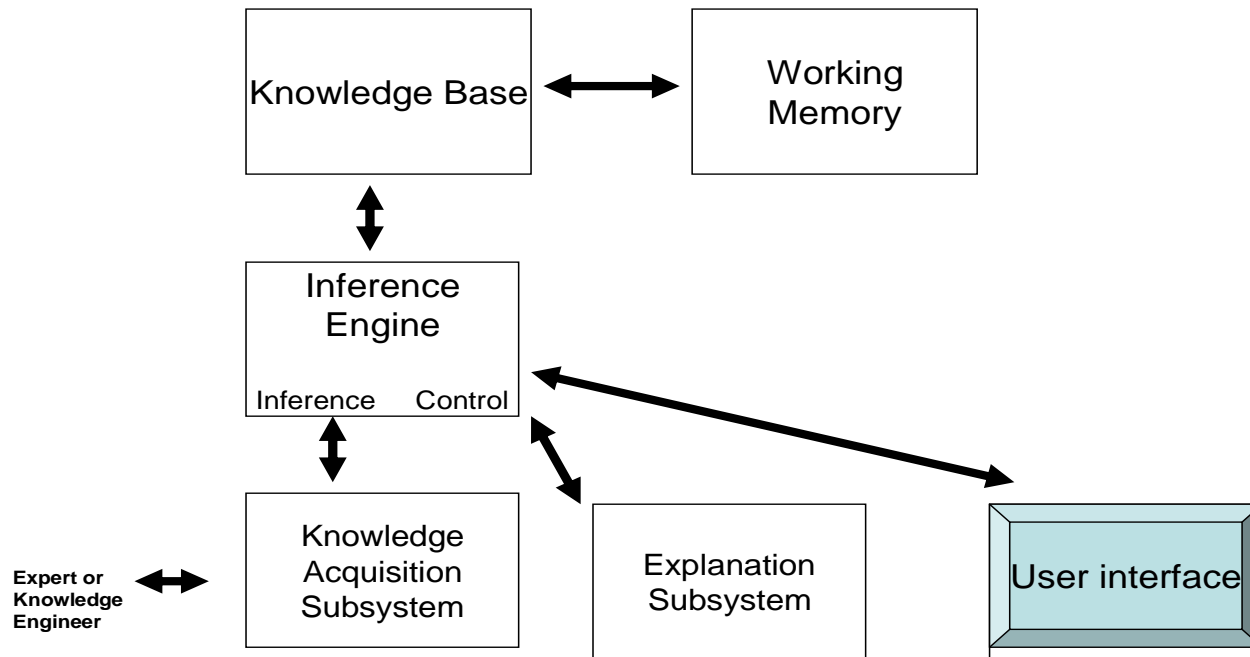 Knowledge Base
Working
Memory
Inference
Engine
Inference Control
Knowledge
Acquisition
Subsystem
Explanation
Subsystem
User interface
Expert or
Knowledge
Engineer